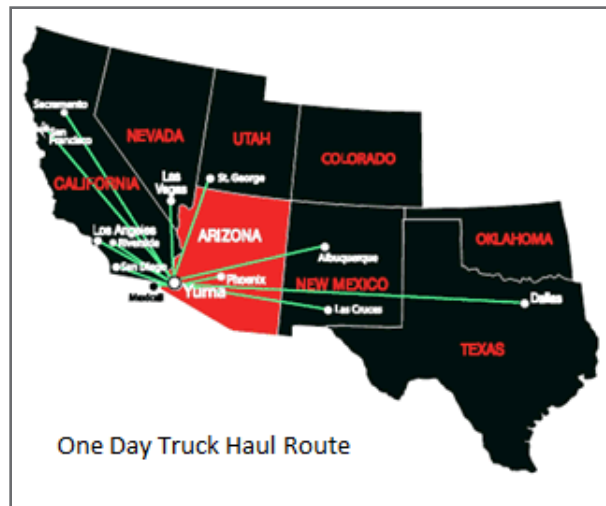 Sacramento
San
Francisco
NEVADA
UTAH
COLORADO
CALIFORNIA
Las
Vegas
St. George
Los Angeles
Riverside
ARIZONA
OKLAHOMA
Albuquerque
San Diego
Phoenix
NEW MEXICO
Mexicali
Yuma
Dallas
Las Cruces
TEXAS
One Day Truck Haul Route